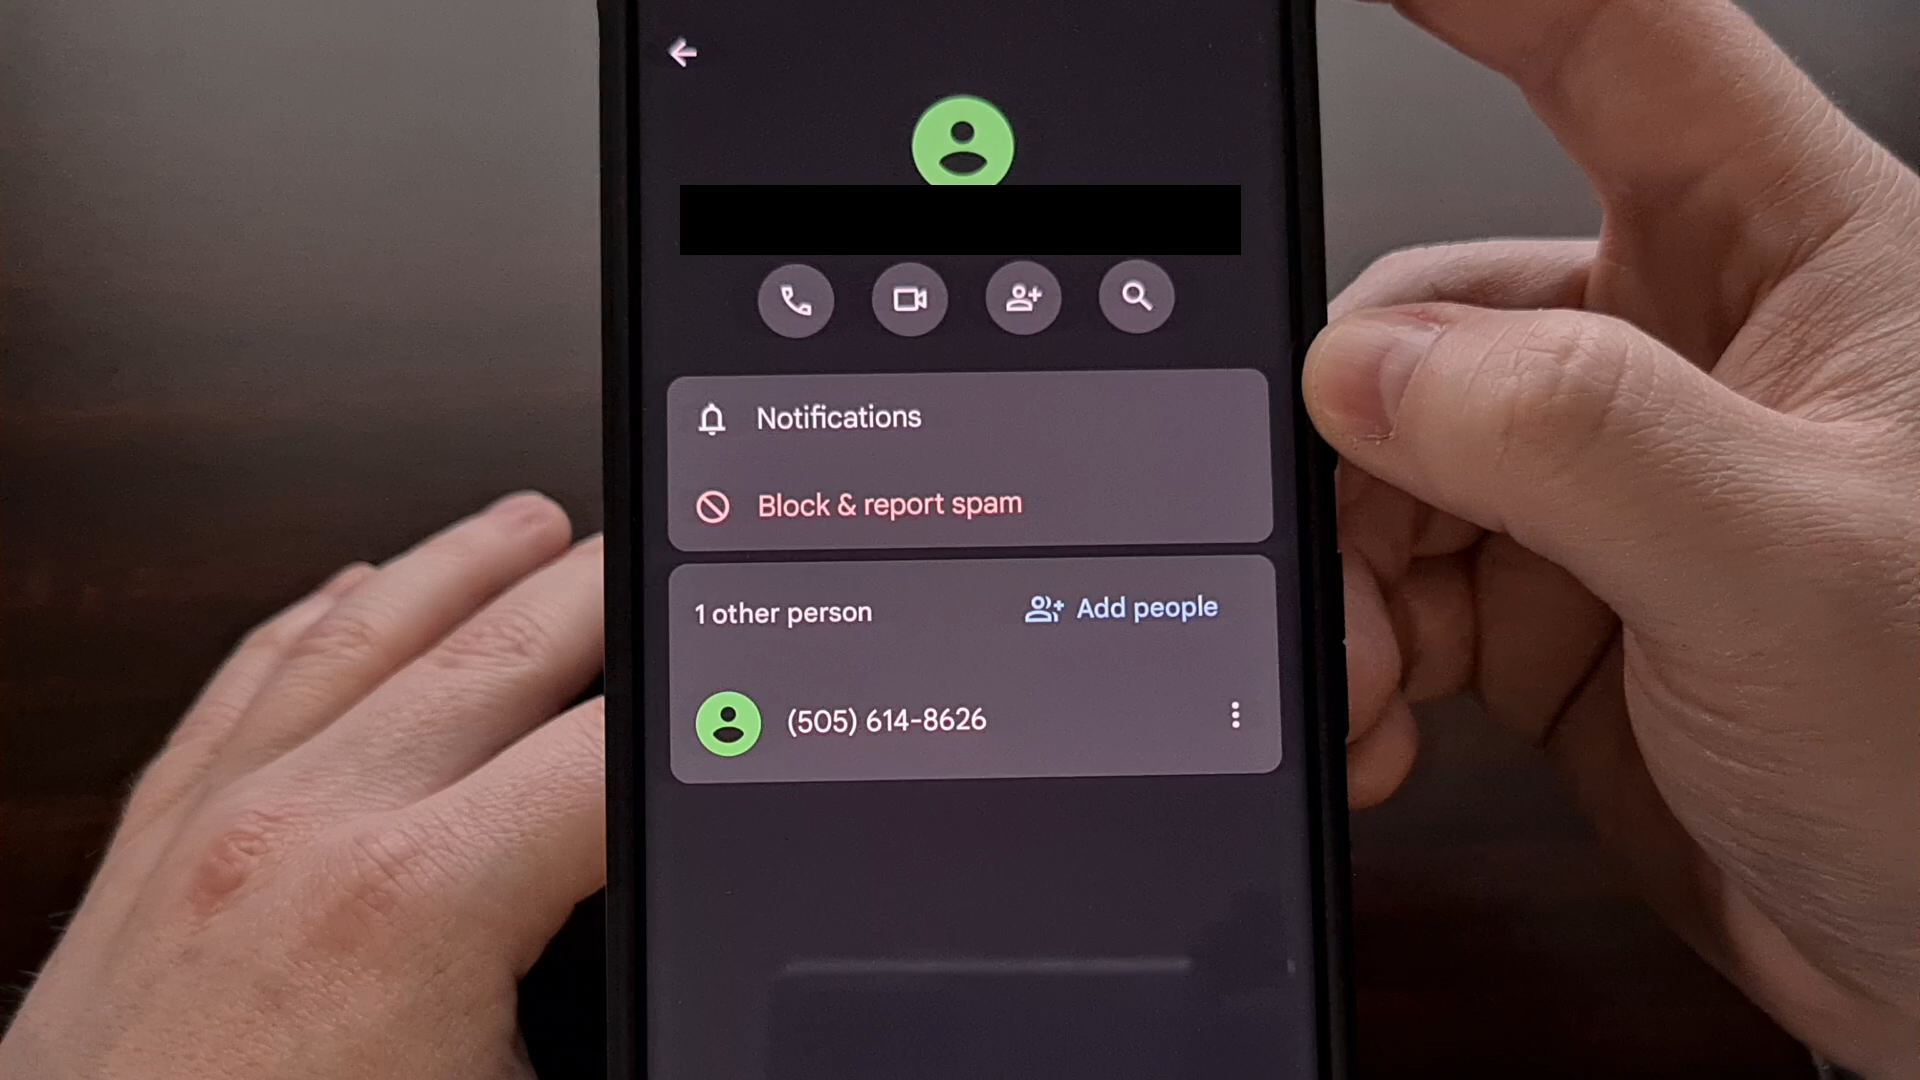 Notifications
Block & report spam
1 other person
Add people
(505) 614-8626